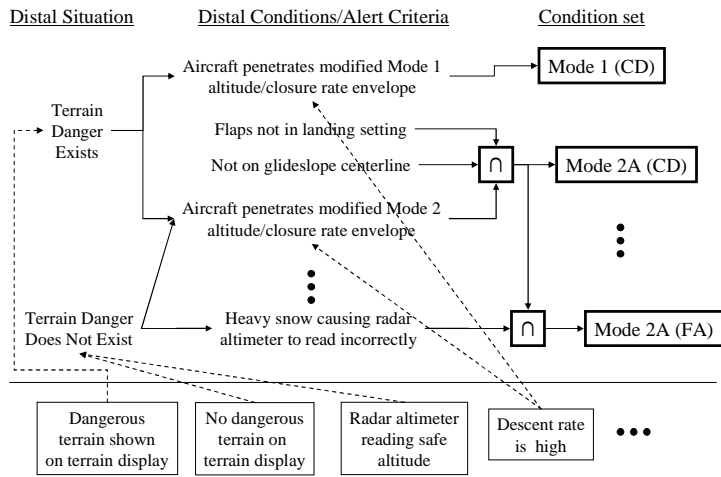 Distal Situation
Distal Conditions/Alert Criteria
Condition set
Aircraft penetrates modified Mode 1
altitude/closure rate envelope
Mode 1 (CD)
Terrain
Danger
Exists
Flaps not in landing setting
Not on glideslope centerline
∩
Mode 2A (CD)
Aircraft penetrates modified Mode 2
altitude/closure rate envelope
Terrain Danger
Does Not Exist
Heavy snow causing radar
altimeter to read incorrectly
∩
Mode 2A (FA)
Dangerous
terrain shown
on terrain display
No dangerous
terrain on
terrain display
Radar altimeter
reading safe
altitude
Descent rate
is high